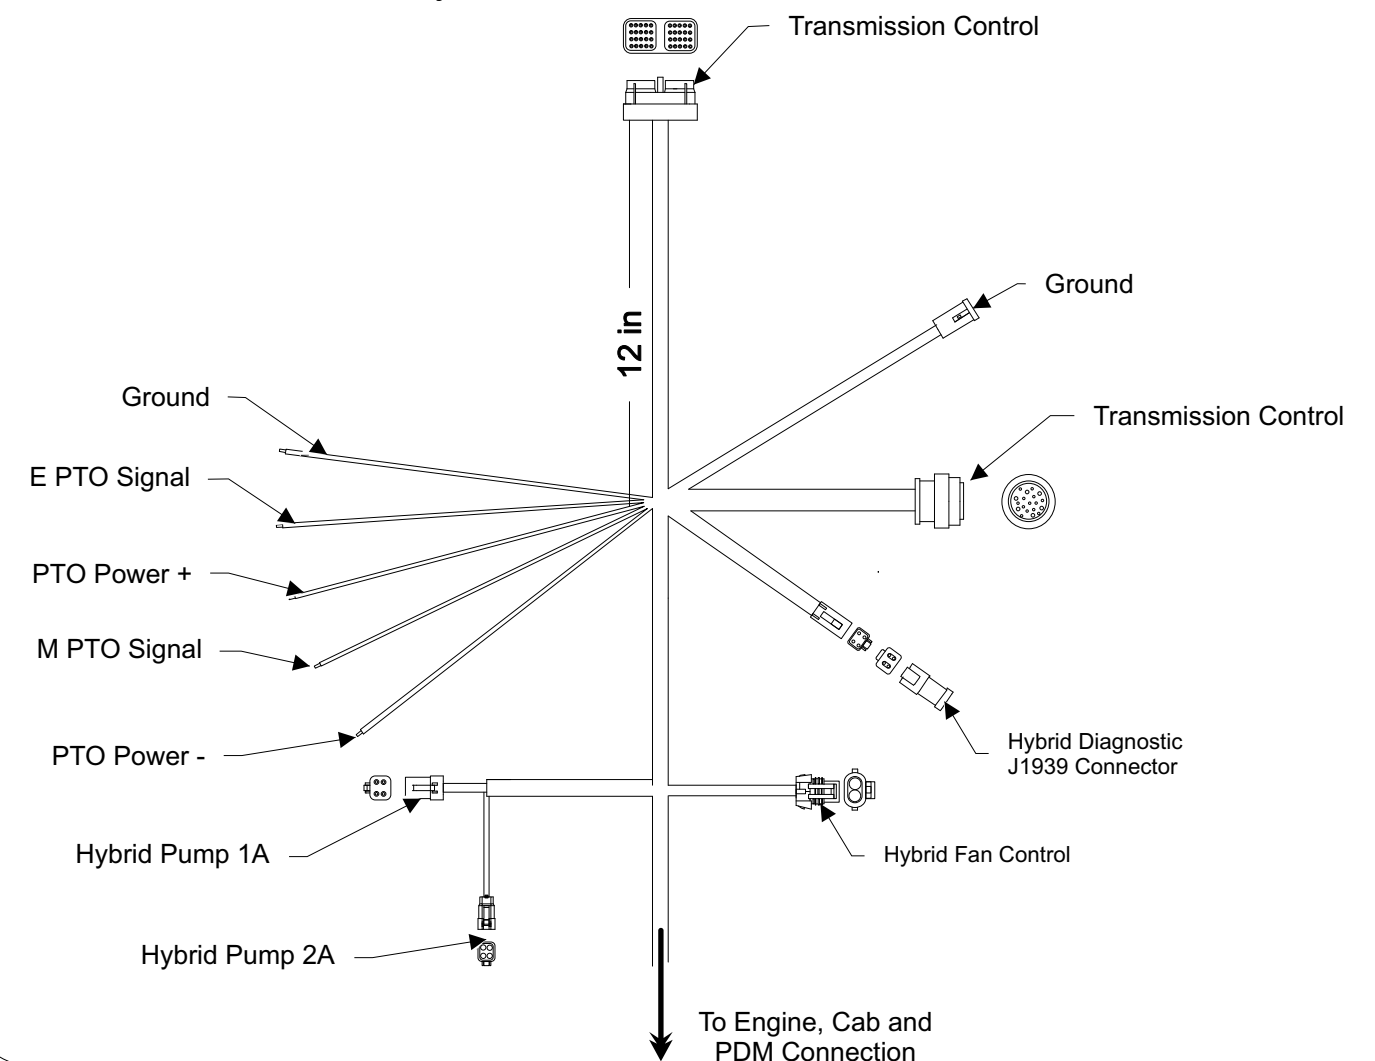 Transmission Control
Ground
12 in
Ground
Transmission Control
E PTO Signal
PTO Power +
M PTO Signal
PTO Power -
Hybrid Diagnostic
J1939 Connector
Hybrid Pump 1A
Hybrid Fan Control
Hybrid Pump 2A
To Engine, Cab and
PDM Connection